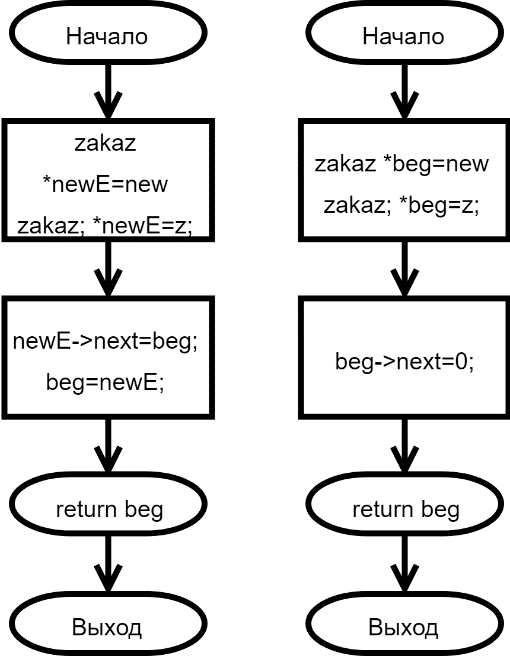 Начало
zakaz
*newE=new
zakaz; *newE=z;
newE->next=beg;
beg=newE;
return beg
Выход
Начало
zakaz *beg=new
zakaz; *beg=z;
beg->next=0;
return beg
Выход